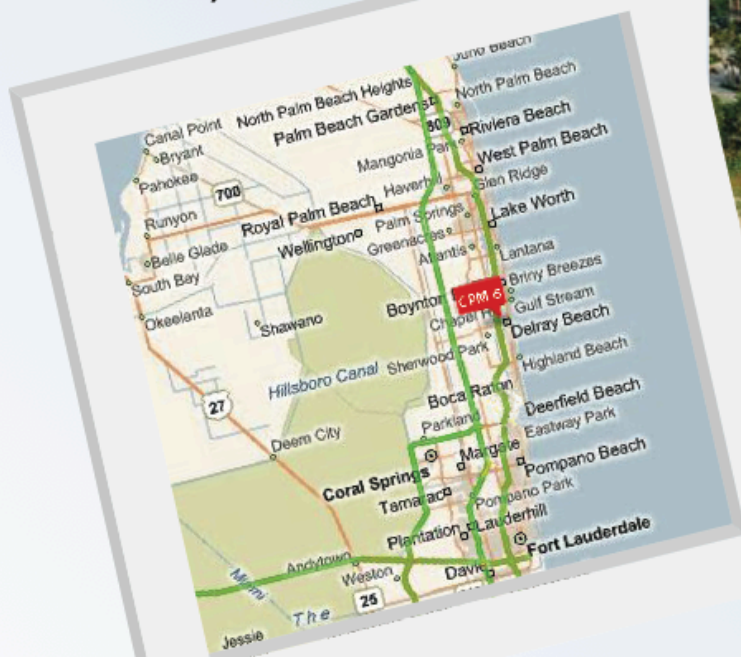 Juno Beach
North Palm Beach Heights
North Palm Beach
Canal Point
Palm Beach Gardens
809
Riviera Beach
Bryant
Mangonia Park
West Palm Beach
Pahokee
708
Haverhill
Glen Ridge
Runyon
Royal Palm Beach
Palm Springs
Lake Worth
Wellington
Greenacres
Belle Glade
Atlantis
Lantana
South Bay
Briny Breezes
Boynton
CPM 6
Gulf Stream
Okeelanta
Shawano
Chapel
Delray Beach
Sherwood Park
Highland Beach
Hillsboro Canal
27
Boca Raton
Deerfield Beach
Parkland
Eastway Park
Deem City
Margate
Pompano Beach
Coral Springs
Tamarac
Pompano Park
Plantation
Lauderhill
Fort Lauderdale
Andytown
Weston
Davie
Miami
25
The
Jessie